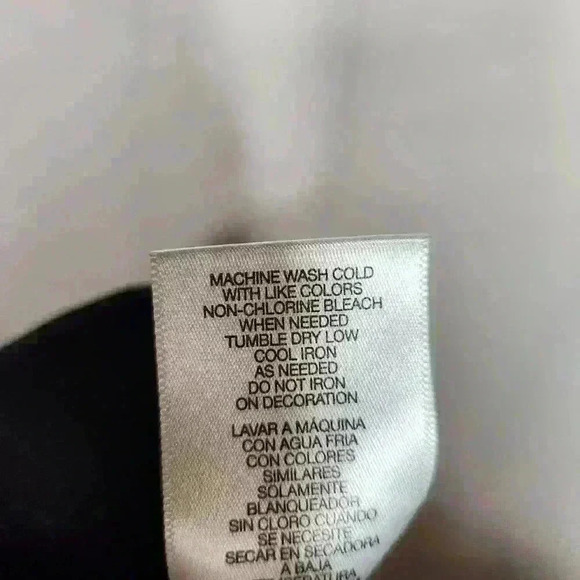 MACHINE WASH COLD
WITH LIKE COLORS
NON-CHLORINE BLEACH
WHEN NEEDED
TUMBLE DRY LOW
COOL IRON
AS NEEDED
DO NOT IRON
ON DECORATION
LAVAR A MÁQUINA
CON AGUA FRIA
CON COLORES
SIMILARES
SOLAMENTE
BLANQUEADOR
SIN CLORO CUANDO
SE NECESITE
SECAR EN SECADORA
A BAJA